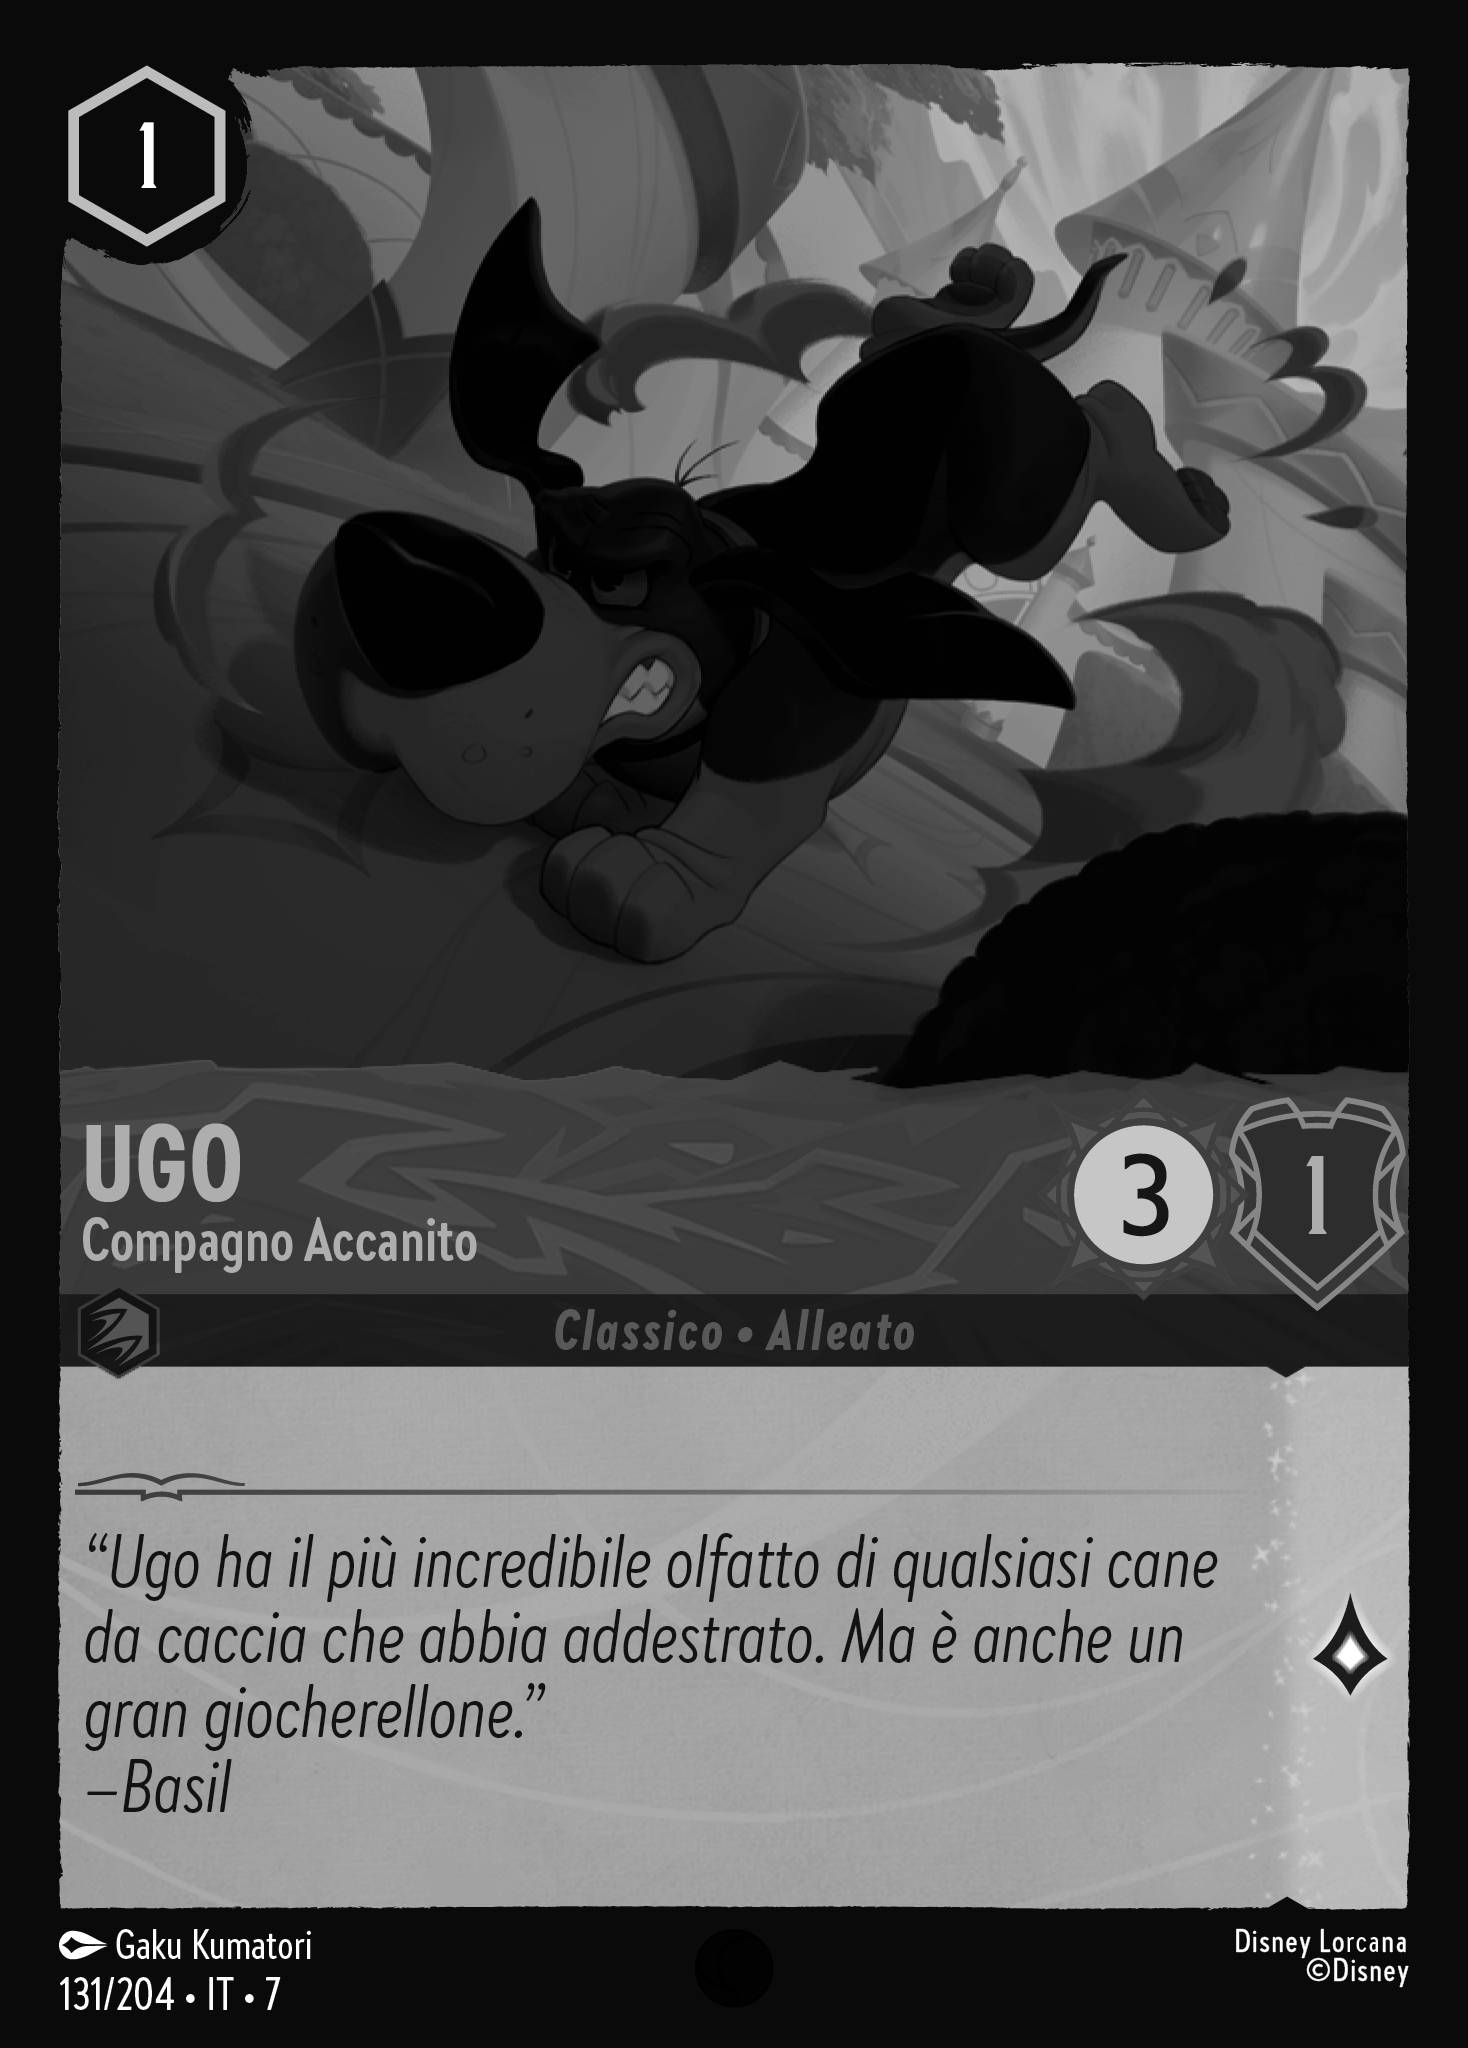 1
UGO
Compagno Accanito
3
1
Classico • Alleato
“Ugo ha il più incredibile olfatto di qualsiasi cane
da caccia che abbia addestrato. Ma è anche un
gran giocherellone.”
–Basil
Gaku Kumatori
131/204 • IT • 7
Disney Lorcana
©Disney